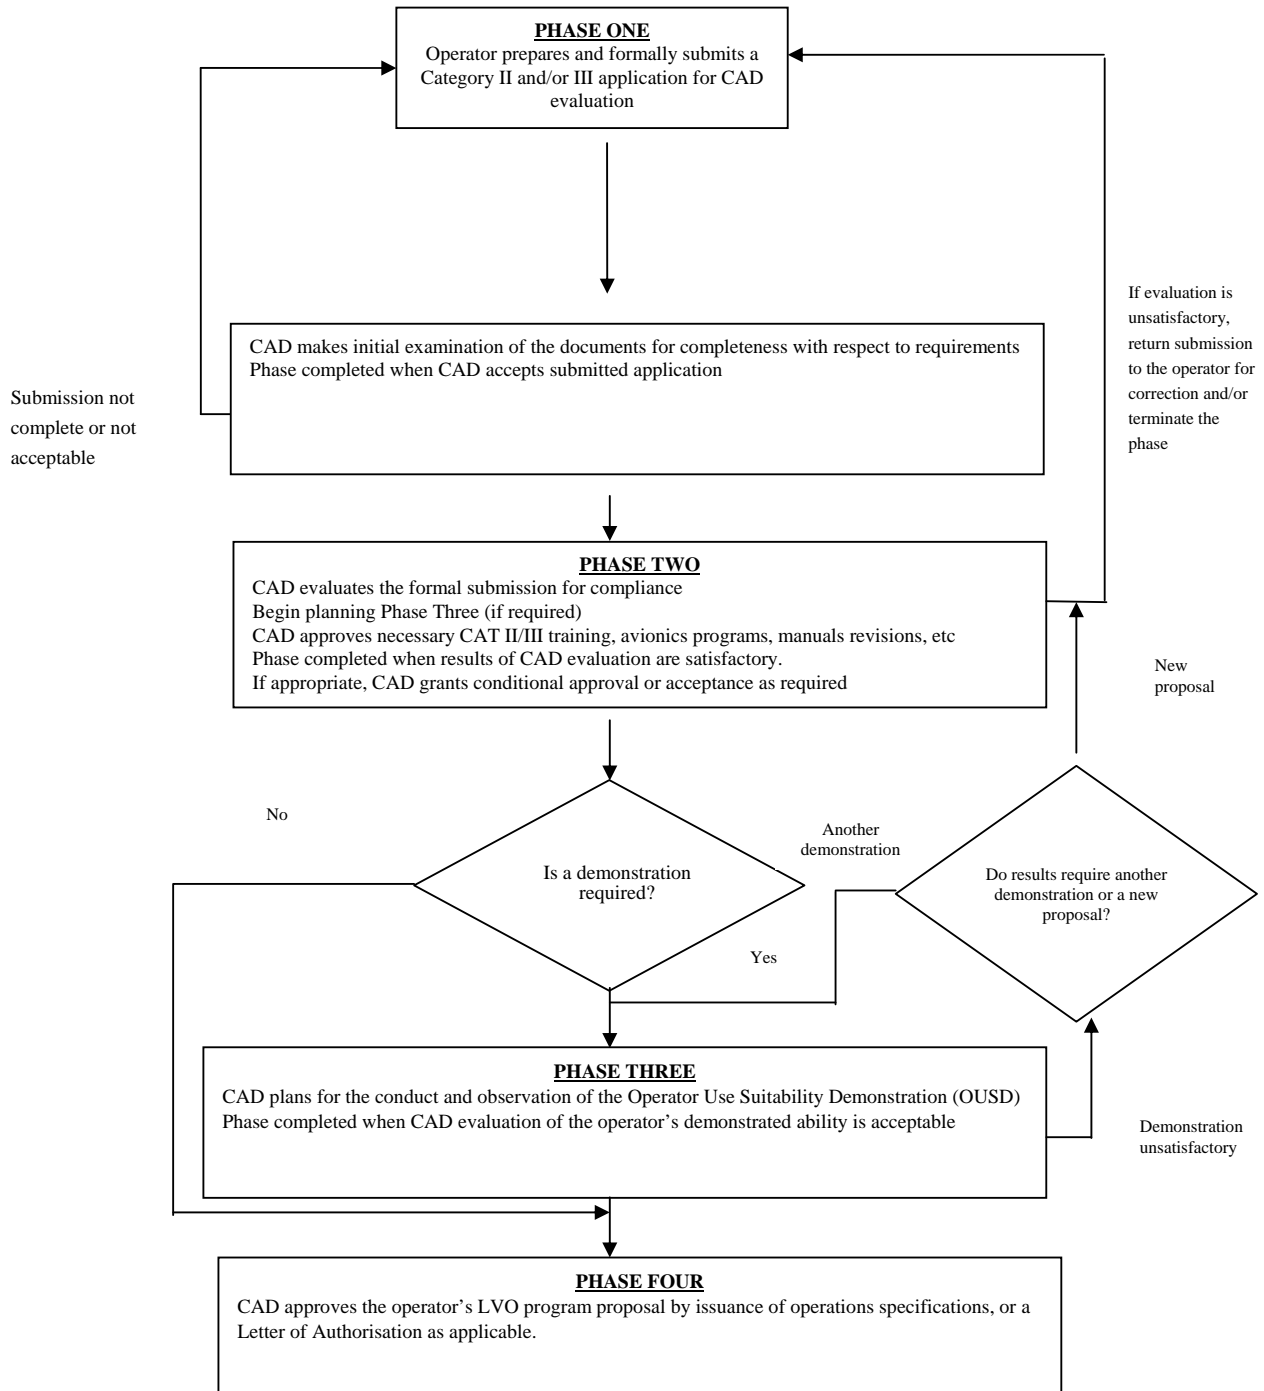 PHASE ONE
Operator prepares and formally submits a
Category II and/or III application for CAD
evaluation
If evaluation is
unsatisfactory,
return submission
to the operator for
correction and/or
terminate the
phase
CAD makes initial examination of the documents for completeness with respect to requirements
Phase completed when CAD accepts submitted application
Submission not
complete or not
acceptable
PHASE TWO
CAD evaluates the formal submission for compliance
Begin planning Phase Three (if required)
CAD approves necessary CAT II/III training, avionics programs, manuals revisions, etc
Phase completed when results of CAD evaluation are satisfactory.
If appropriate, CAD grants conditional approval or acceptance as required
New
proposal
No
Another
demonstration
Is a demonstration
required?
Do results require another
demonstration or a new
proposal?
Yes
PHASE THREE
CAD plans for the conduct and observation of the Operator Use Suitability Demonstration (OUSD)
Phase completed when CAD evaluation of the operator’s demonstrated ability is acceptable
Demonstration
unsatisfactory
PHASE FOUR
CAD approves the operator’s LVO program proposal by issuance of operations specifications, or a
Letter of Authorisation as applicable.